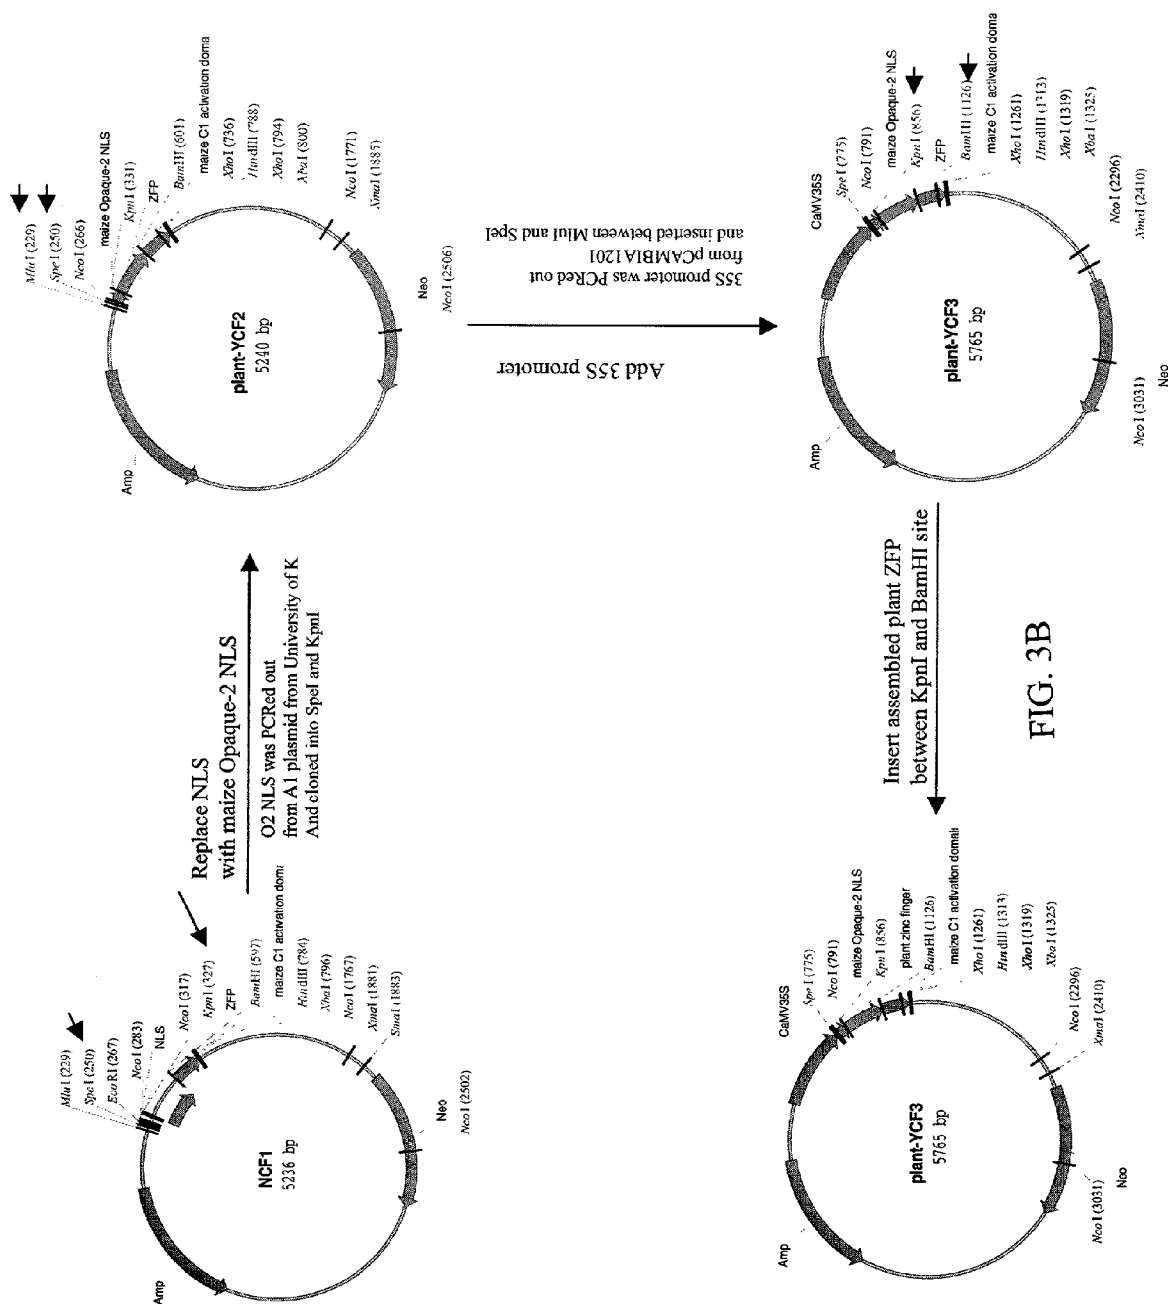 NCF1
5236 bp
MluI (229)
SpeI (250)
EcoRI (267)
NcoI (283)
NLS
NcoI (317)
KpnI (327)
ZFP
BamHI (597)
maize C1 activation doma
HindIII (784)
XbaI (796)
NcoI (1767)
XmaI (1881)
SmaI (1883)
Neo
NcoI (2502)
Amp
Replace NLS
with maize Opaque-2 NLS
O2 NLS was PCRed out
from A1 plasmid from University of K
And cloned into SpeI and KpnI
plant-YCF2
5240 bp
MluI (229)
SpeI (250)
NcoI (266)
maize Opaque-2 NLS
KpnI (331)
ZFP
BamHI (601)
maize C1 activation doma
XhoI (736)
HindIII (788)
XhoI (794)
XbaI (800)
NcoI (1771)
XmaI (1885)
Neo
NcoI (2506)
Amp
Add 35S promoter
35S promoter was PCRed out
from pCAMBIA1201
and inserted between MluI and SpeI
plant-YCF3
5765 bp
CaMV35S
SpeI (775)
NcoI (791)
maize Opaque-2 NLS
KpnI (856)
ZFP
BamHI (1126)
maize C1 activation doma
XhoI (1261)
HindIII (1313)
XhoI (1319)
XbaI (1325)
NcoI (2296)
XmaI (2410)
NcoI (3031)
Neo
Amp
Insert assembled plant ZFP
between KpnI and BamHI site
plant-YCF3
5765 bp
CaMV35S
SpeI (775)
NcoI (791)
maize Opaque-2 NLS
KpnI (856)
plant zinc finger
BamHI (1126)
maize C1 activation domain
XhoI (1261)
HindIII (1313)
XhoI (1319)
XbaI (1325)
NcoI (2296)
XmaI (2410)
NcoI (3031)
Neo
Amp
FIG. 3B